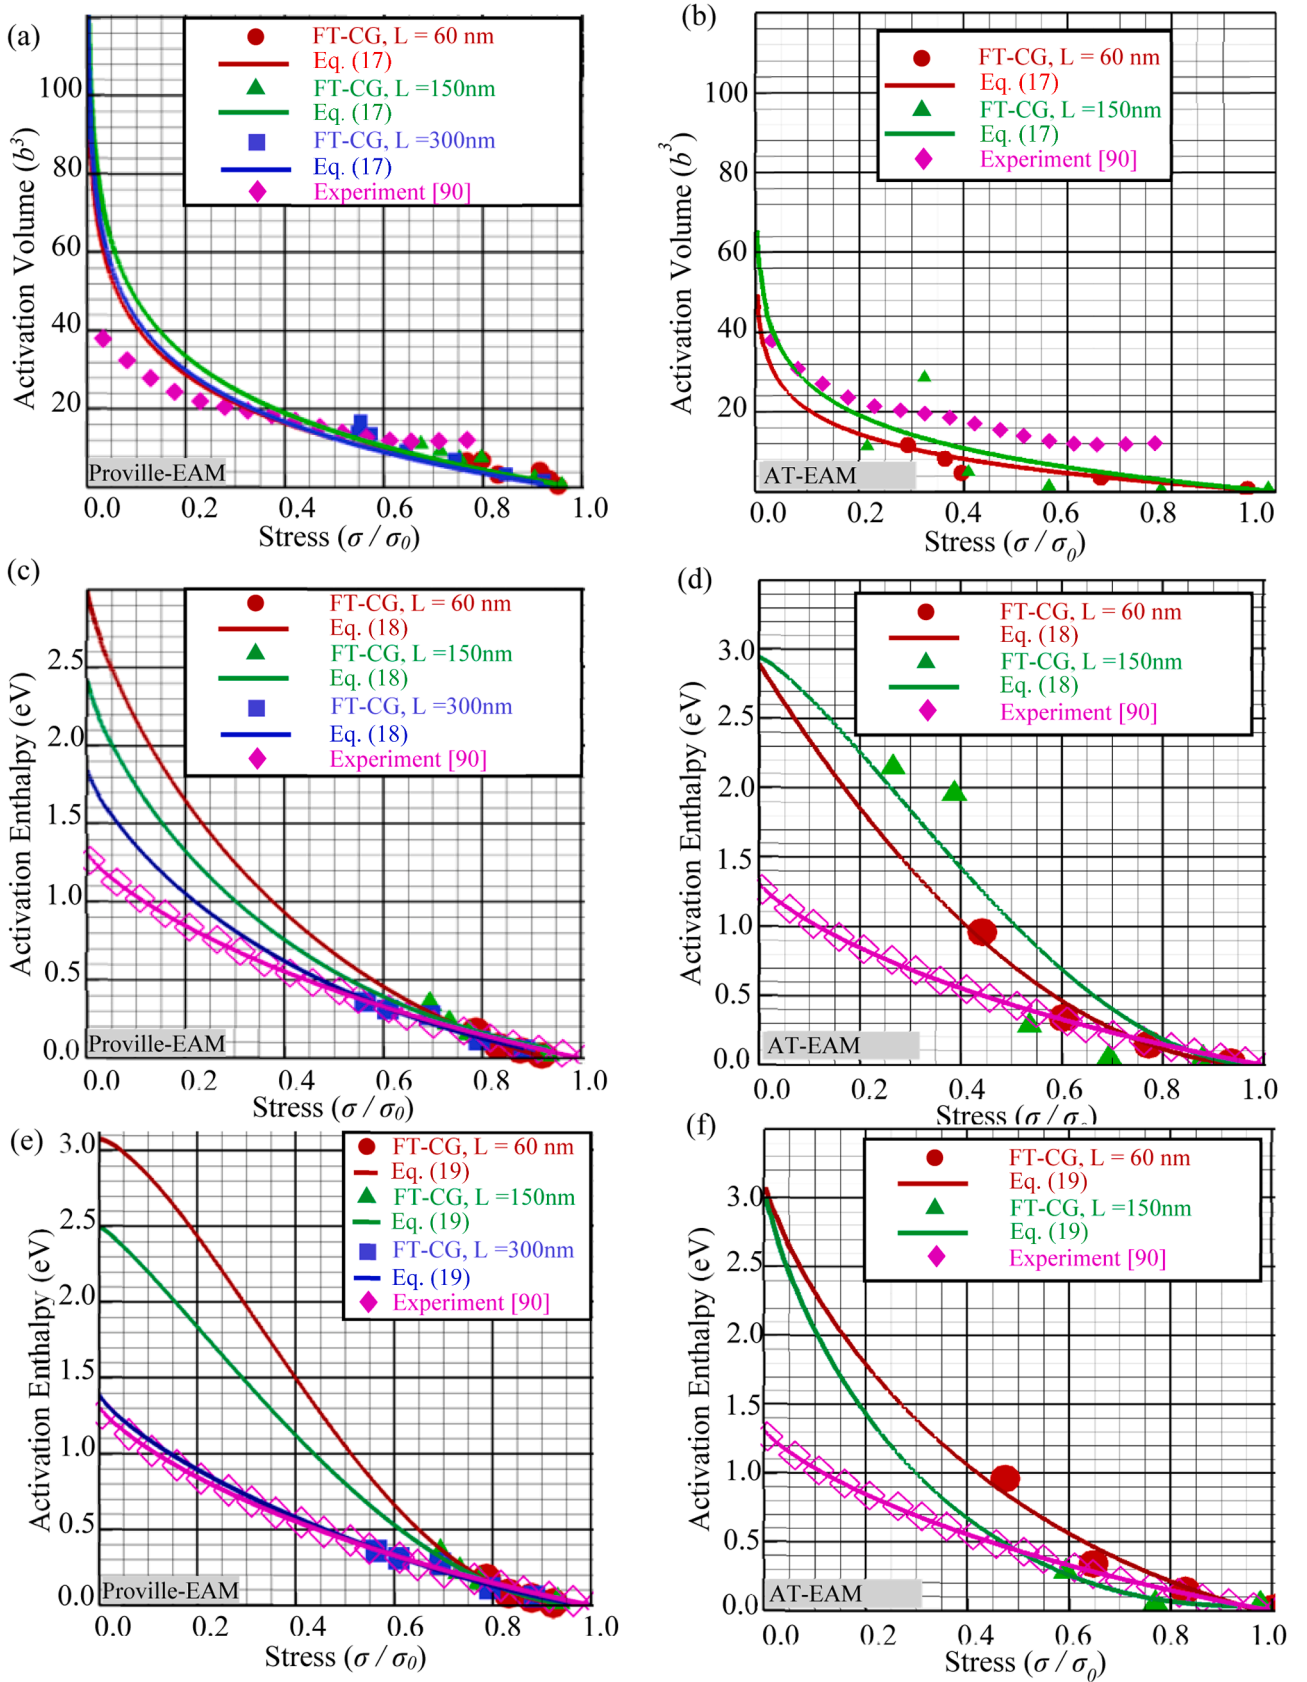 (a)
FT-CG, L = 60 nm
Eq. (17)
FT-CG, L =150nm
Eq. (17)
FT-CG, L =300nm
Eq. (17)
Experiment [90]
Activation Volume (b³)
100
80
60
40
20
Proville-EAM
0.0 0.2 0.4 0.6 0.8 1.0
Stress (σ / σ₀)
(b)
FT-CG, L = 60 nm
Eq. (17)
FT-CG, L =150nm
Eq. (17)
Experiment [90]
Activation Volume (b³)
100
80
60
40
20
AT-EAM
0.0 0.2 0.4 0.6 0.8 1.0
Stress (σ / σ₀)
(c)
FT-CG, L = 60 nm
Eq. (18)
FT-CG, L =150nm
Eq. (18)
FT-CG, L =300nm
Eq. (18)
Experiment [90]
Activation Enthalpy (eV)
2.5
2.0
1.5
1.0
0.5
0.0
Proville-EAM
0.0 0.2 0.4 0.6 0.8 1.0
Stress (σ / σ₀)
(d)
FT-CG, L = 60 nm
Eq. (18)
FT-CG, L =150nm
Eq. (18)
Experiment [90]
Activation Enthalpy (eV)
3.0
2.5
2.0
1.5
1.0
0.5
0.0
AT-EAM
0.0 0.2 0.4 0.6 0.8 1.0
Stress (σ / σ₀)
(e)
FT-CG, L = 60 nm
Eq. (19)
FT-CG, L =150nm
Eq. (19)
FT-CG, L =300nm
Eq. (19)
Experiment [90]
Activation Enthalpy (eV)
3.0
2.5
2.0
1.5
1.0
0.5
0.0
Proville-EAM
0.0 0.2 0.4 0.6 0.8 1.0
Stress (σ / σ₀)
(f)
FT-CG, L = 60 nm
Eq. (19)
FT-CG, L =150nm
Eq. (19)
Experiment [90]
Activation Enthalpy (eV)
3.0
2.5
2.0
1.5
1.0
0.5
0.0
AT-EAM
0.0 0.2 0.4 0.6 0.8 1.0
Stress (σ / σ₀)